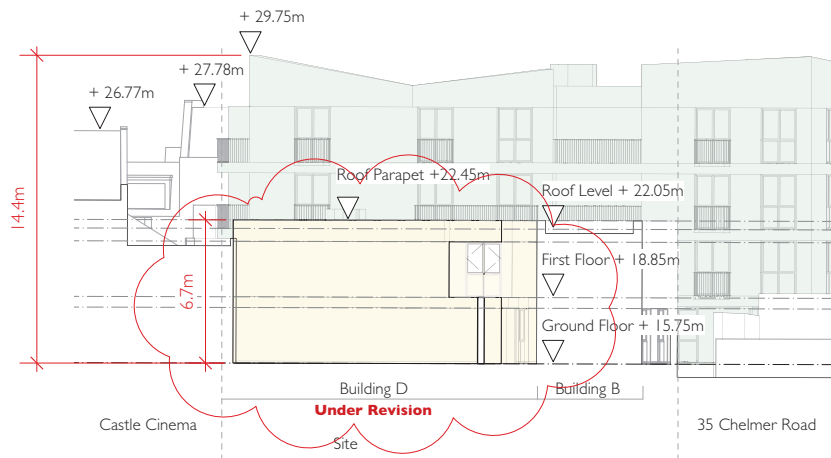 + 29.75m
+ 27.78m
+ 26.77m
Roof Parapet +22.45m
Roof Level + 22.05m
14.4m
First Floor + 18.85m
6.7m
Ground Floor + 15.75m
Building D
Building B
Under Revision
Castle Cinema
35 Chelmer Road
Site